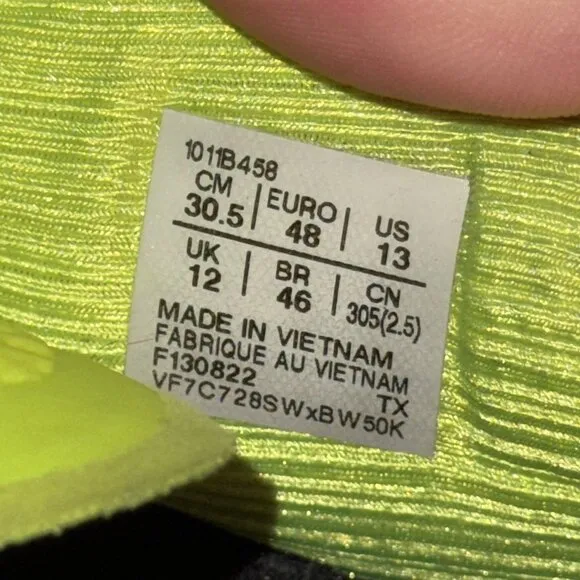 1011B458
CM 30.5 | EURO 48 | US 13
UK 12 | BR 46 | CN 305(2.5)
MADE IN VIETNAM
FABRIQUE AU VIETNAM
F130822 TX
VF7C728SWxBW50K